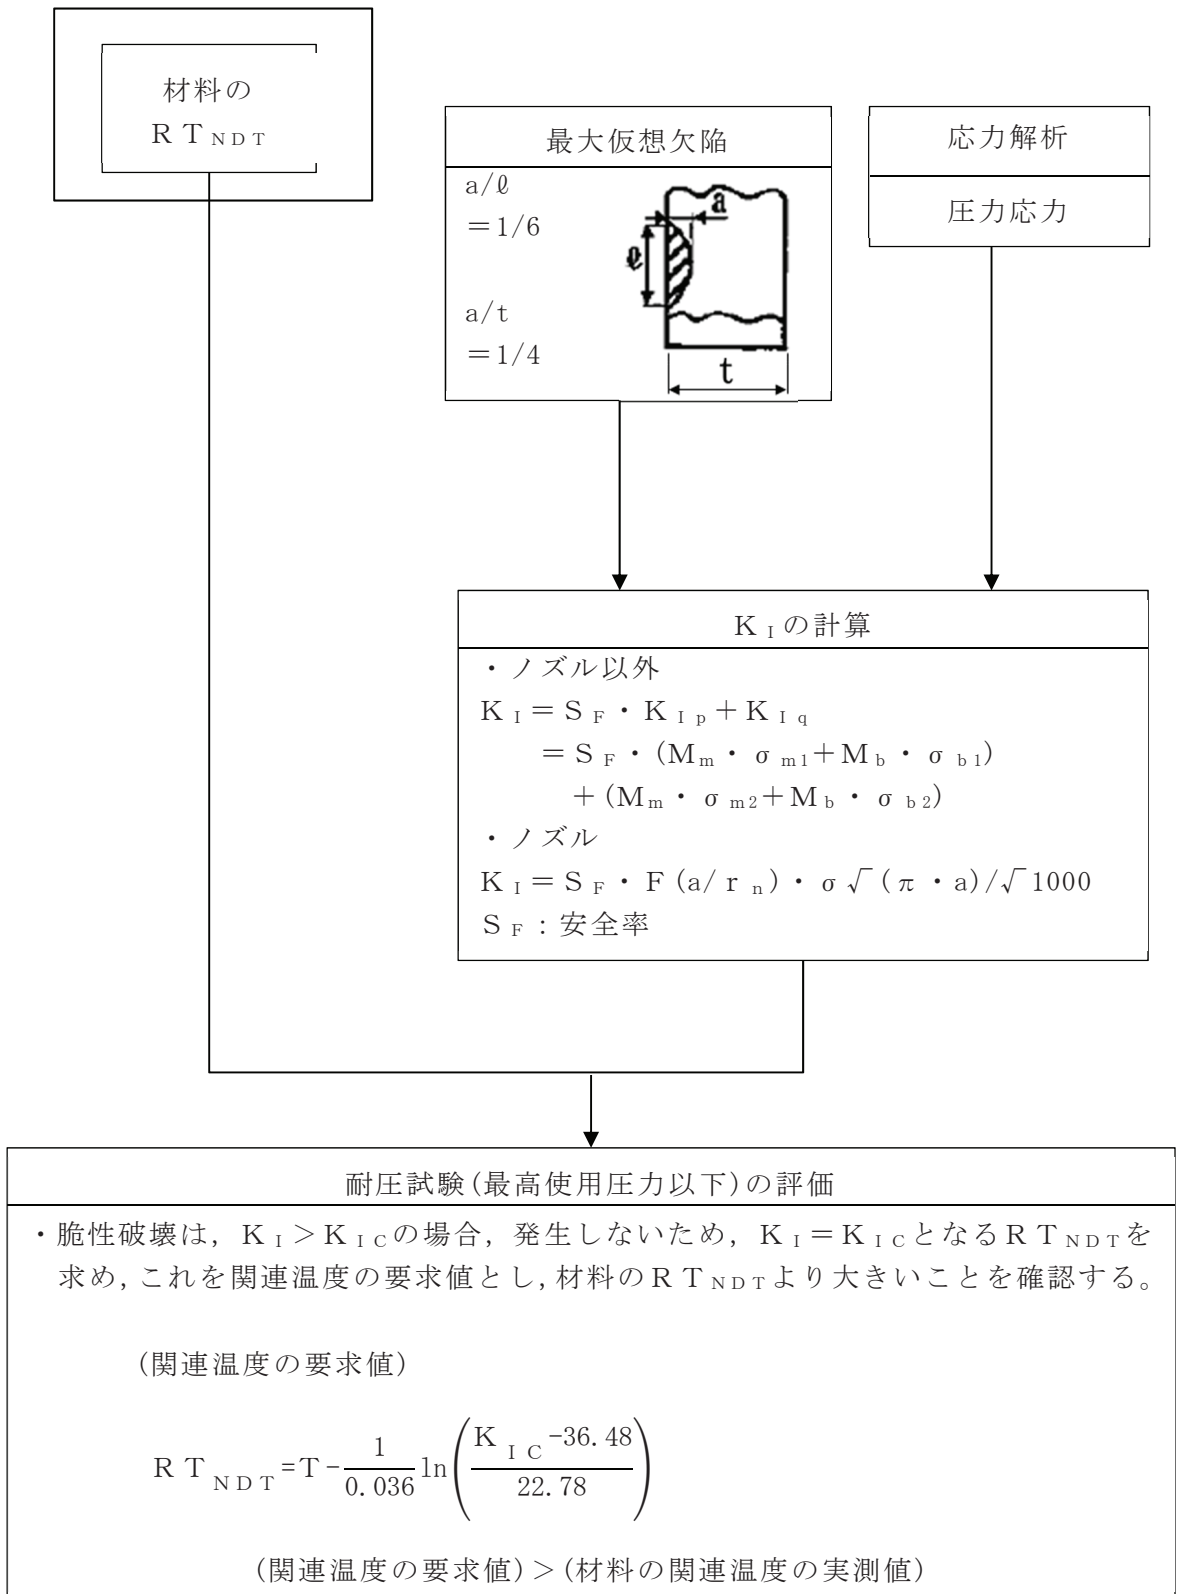 材料の
RTNDT
最大仮想欠陥
a/ℓ
=1/6
a/t
=1/4
a
ℓ
t
応力解析
圧力応力
KIの計算
・ノズル以外
KI=SF・KIp+KIq
=SF・(Mm・σm1+Mb・σb1)
+(Mm・σm2+Mb・σb2)
・ノズル
KI=SF・F(a/rn)・σ√(π・a)/√1000
SF:安全率
耐圧試験(最高使用圧力以下)の評価
・脆性破壊は,KI>KICの場合,発生しないため,KI=KICとなるRTNDTを
求め,これを関連温度の要求値とし,材料のRTNDTより大きいことを確認する。
(関連温度の要求値)
RTNDT=T-1/0.036 ln(KIC-36.48/22.78)
(関連温度の要求値)>(材料の関連温度の実測値)